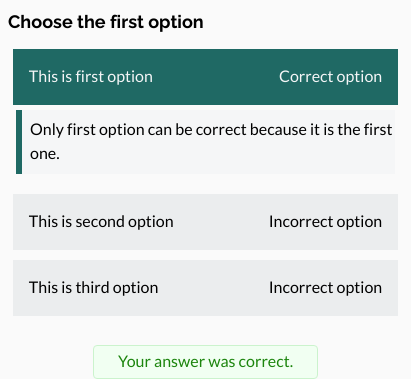 Choose the first option
This is first option Correct option
Only first option can be correct because it is the first
one.
This is second option Incorrect option
This is third option Incorrect option
Your answer was correct.